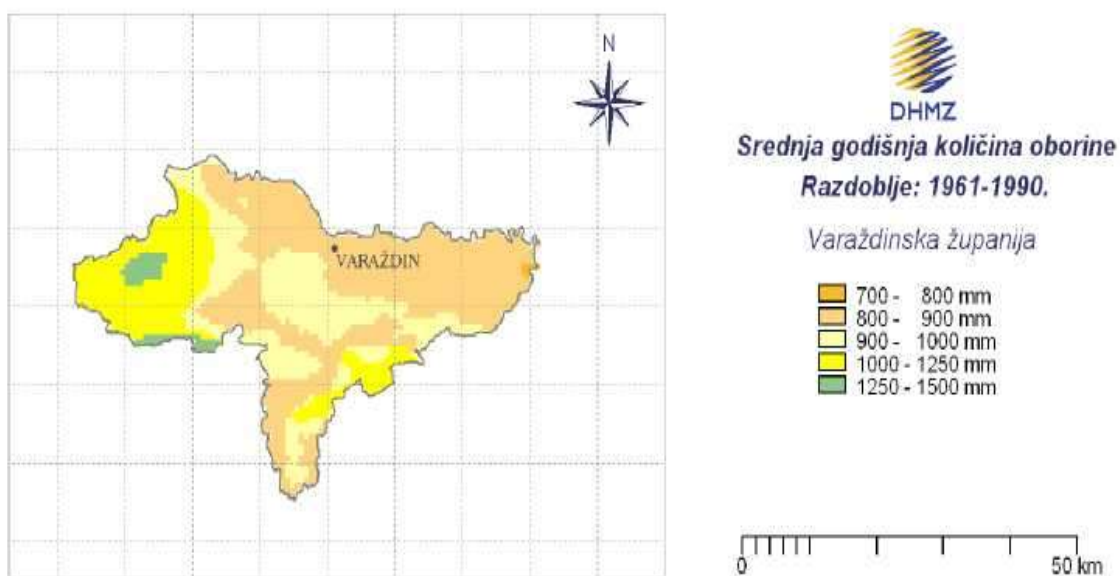 N
VARAŽDIN
DHMZ
Srednja godišnja količina oborine
Razdoblje: 1961-1990.
Varaždinska županija
700 - 800 mm
800 - 900 mm
900 - 1000 mm
1000 - 1250 mm
1250 - 1500 mm
0 50 km